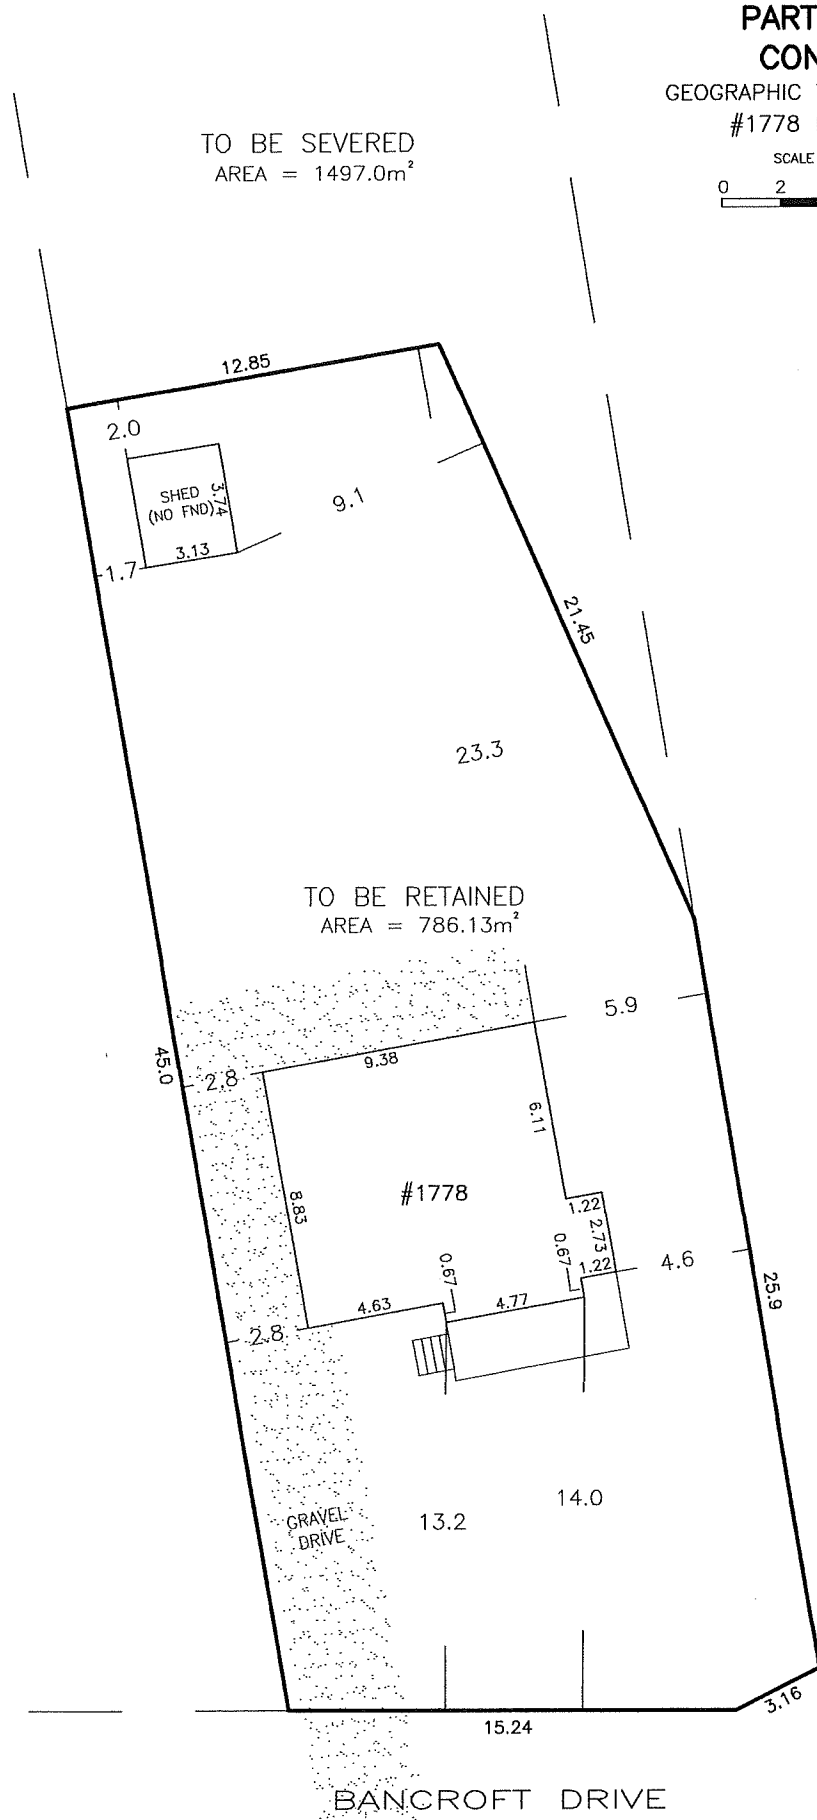 PART
CON
GEOGRAPHIC
#1778
SCALE
0 2
TO BE SEVERED
AREA = 1497.0m²
12.85
2.0
SHED
(NO FND)
3.74
3.13
9.1
1.7
21.45
23.3
TO BE RETAINED
AREA = 786.13m²
5.9
45.0
2.8
9.38
6.11
#1778
8.83
1.22
2.73
0.67
0.67
1.22
4.6
4.63
4.77
25.9
2.8
GRAVEL
DRIVE
13.2
14.0
3.16
15.24
BANCROFT DRIVE